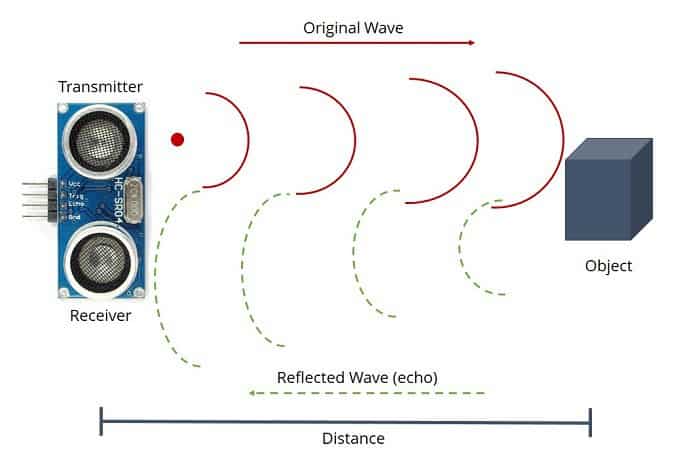 Original Wave
Transmitter
Vcc
Trig
Echo
Gnd
HC-SR04
Object
Receiver
Reflected Wave (echo)
Distance